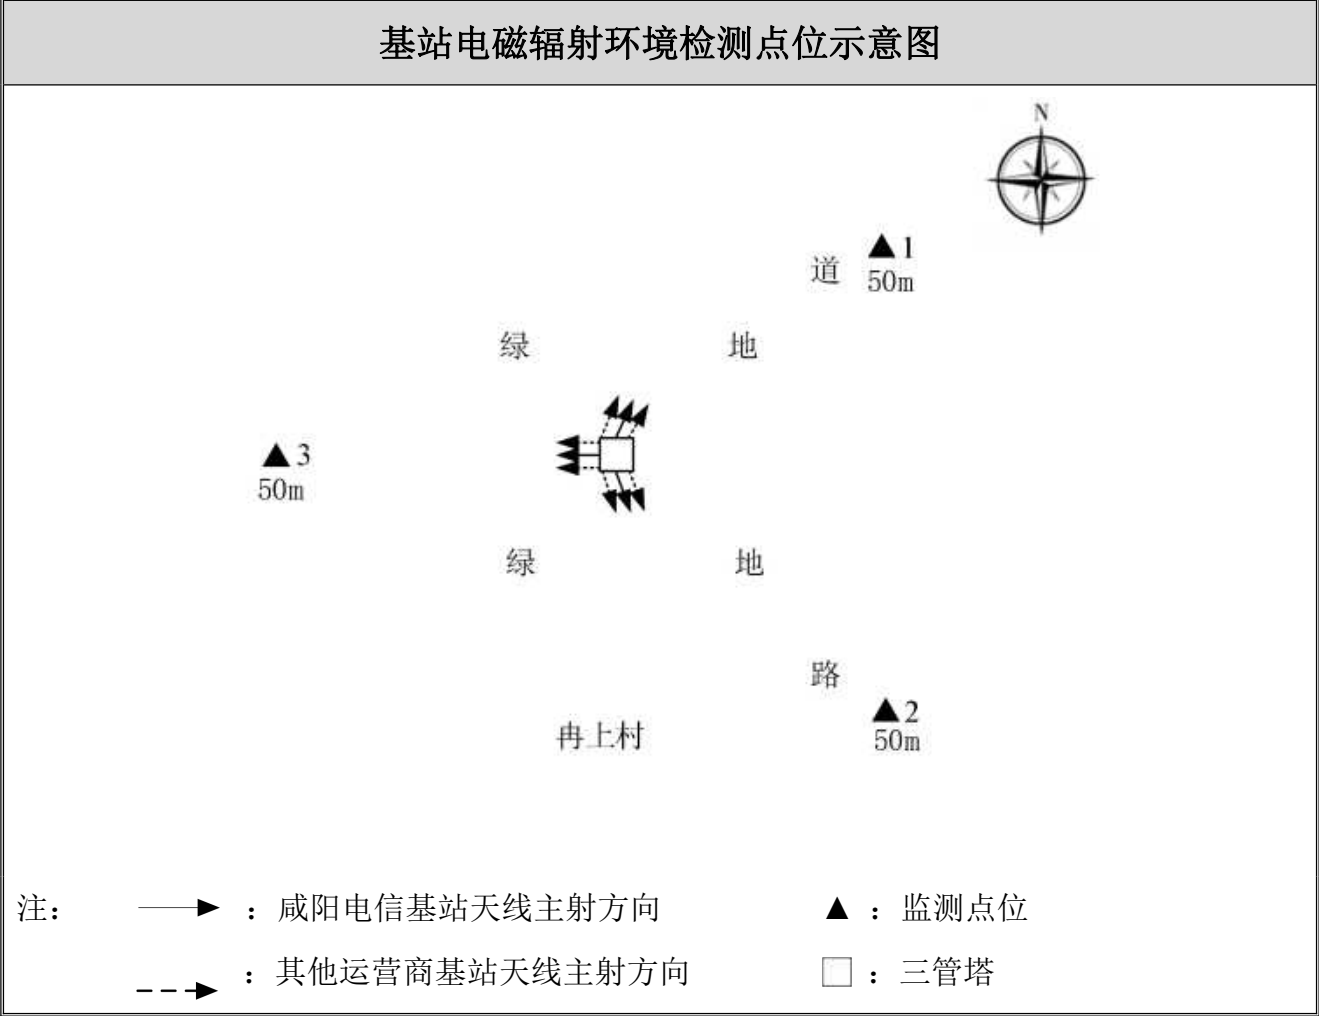 基站电磁辐射环境检测点位示意图
N
▲1
道
50m
绿 地
▲3
50m
绿 地
路
▲2
冉上村
50m
注： ：咸阳电信基站天线主射方向 ▲：监测点位
：其他运营商基站天线主射方向 ：三管塔